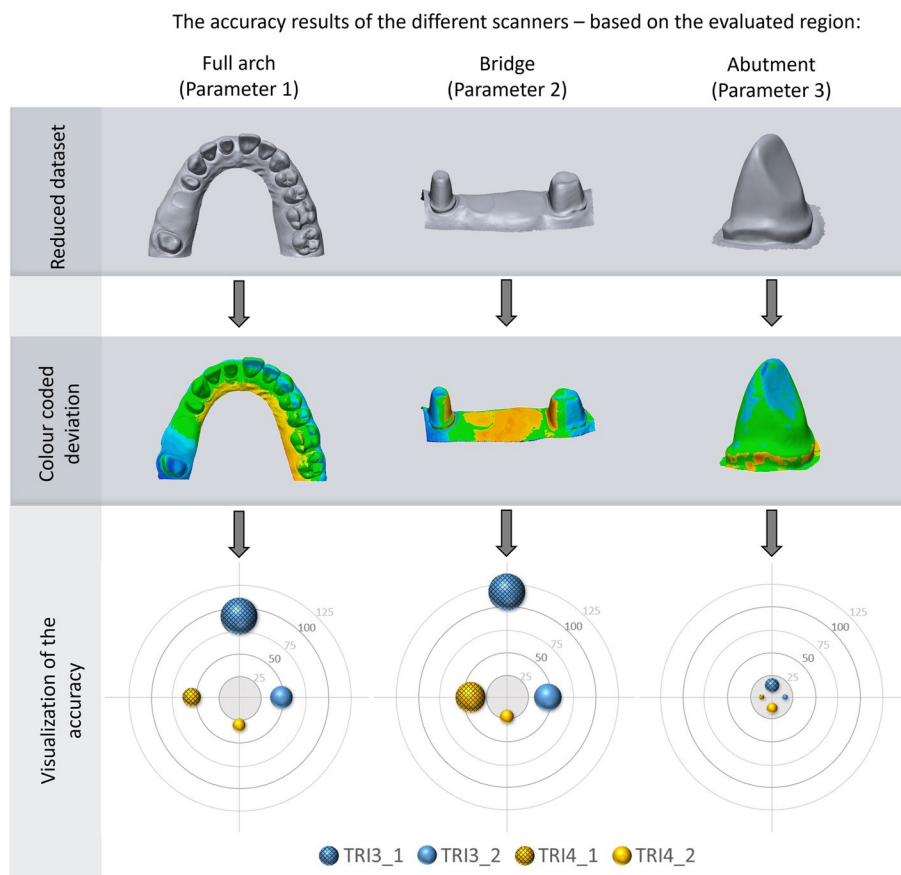 The accuracy results of the different scanners – based on the evaluated region:
Full arch
(Parameter 1)
Bridge
(Parameter 2)
Abutment
(Parameter 3)
Reduced dataset
Colour coded
deviation
Visualization of the
accuracy
125
100
75
50
25
125
100
75
50
25
125
100
75
50
25
TRI3_1
TRI3_2
TRI4_1
TRI4_2